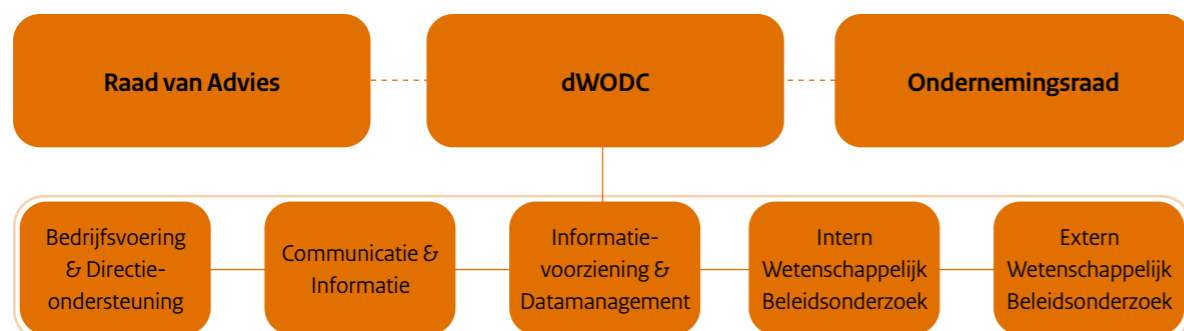 Raad van Advies
dWODC
Ondernemingsraad
Bedrijfsvoering
& Directie-
ondersteuning
Communicatie &
Informatie
Informatie-
voorziening &
Datamanagement
Intern
Wetenschappelijk
Beleidsonderzoek
Extern
Wetenschappelijk
Beleidsonderzoek